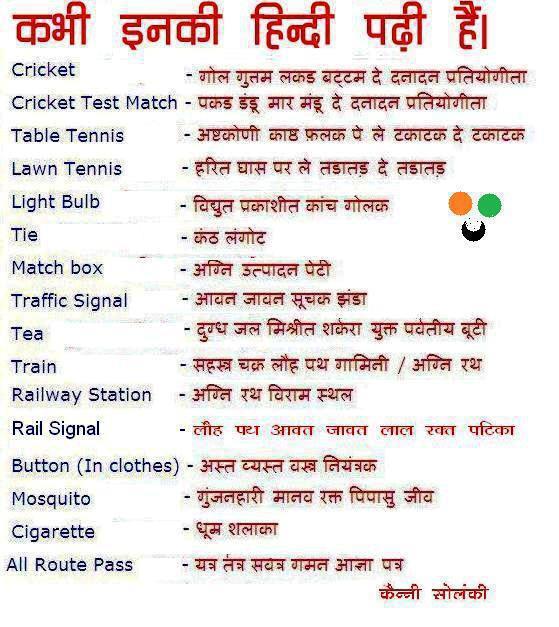 कभी इनकी हिन्दी पढ़ी हैं।
Cricket - गोल गुत्तम लकड बट्टम दे दनादन प्रतियोगीता
Cricket Test Match - पकड डंडू मार मंडू दे दनादन प्रतियोगीता
Table Tennis - अष्टकोणी काष्ठ फ़लक पे ले टकाटक दे टकाटक
Lawn Tennis - हरित घास पर ले तडातड़ दे तडातड़
Light Bulb - विद्युत प्रकाशीत कांच गोलक
Tie - कंठ लंगोट
Match box - अग्नि उत्पादन पेटी
Traffic Signal - आवन जावन सूचक झंडा
Tea - दुग्ध जल मिश्रीत शर्करा युक्त पर्वतीय बूटी
Train - सहस्त्र चक्र लौह पथ गामिनी / अग्नि रथ
Railway Station - अग्नि रथ विराम स्थल
Rail Signal - लौह पथ आवत जावत लाल रक्त पटिका
Button (In clothes) - अस्त व्यस्त वस्त्र नियंत्रक
Mosquito - गुंजनहारी मानव रक्त पिपासु जीव
Cigarette - धूम्र शलाका
All Route Pass - यत्र तत्र सर्वत्र गमन आज्ञा पत्र
कैन्नी सोलंकी